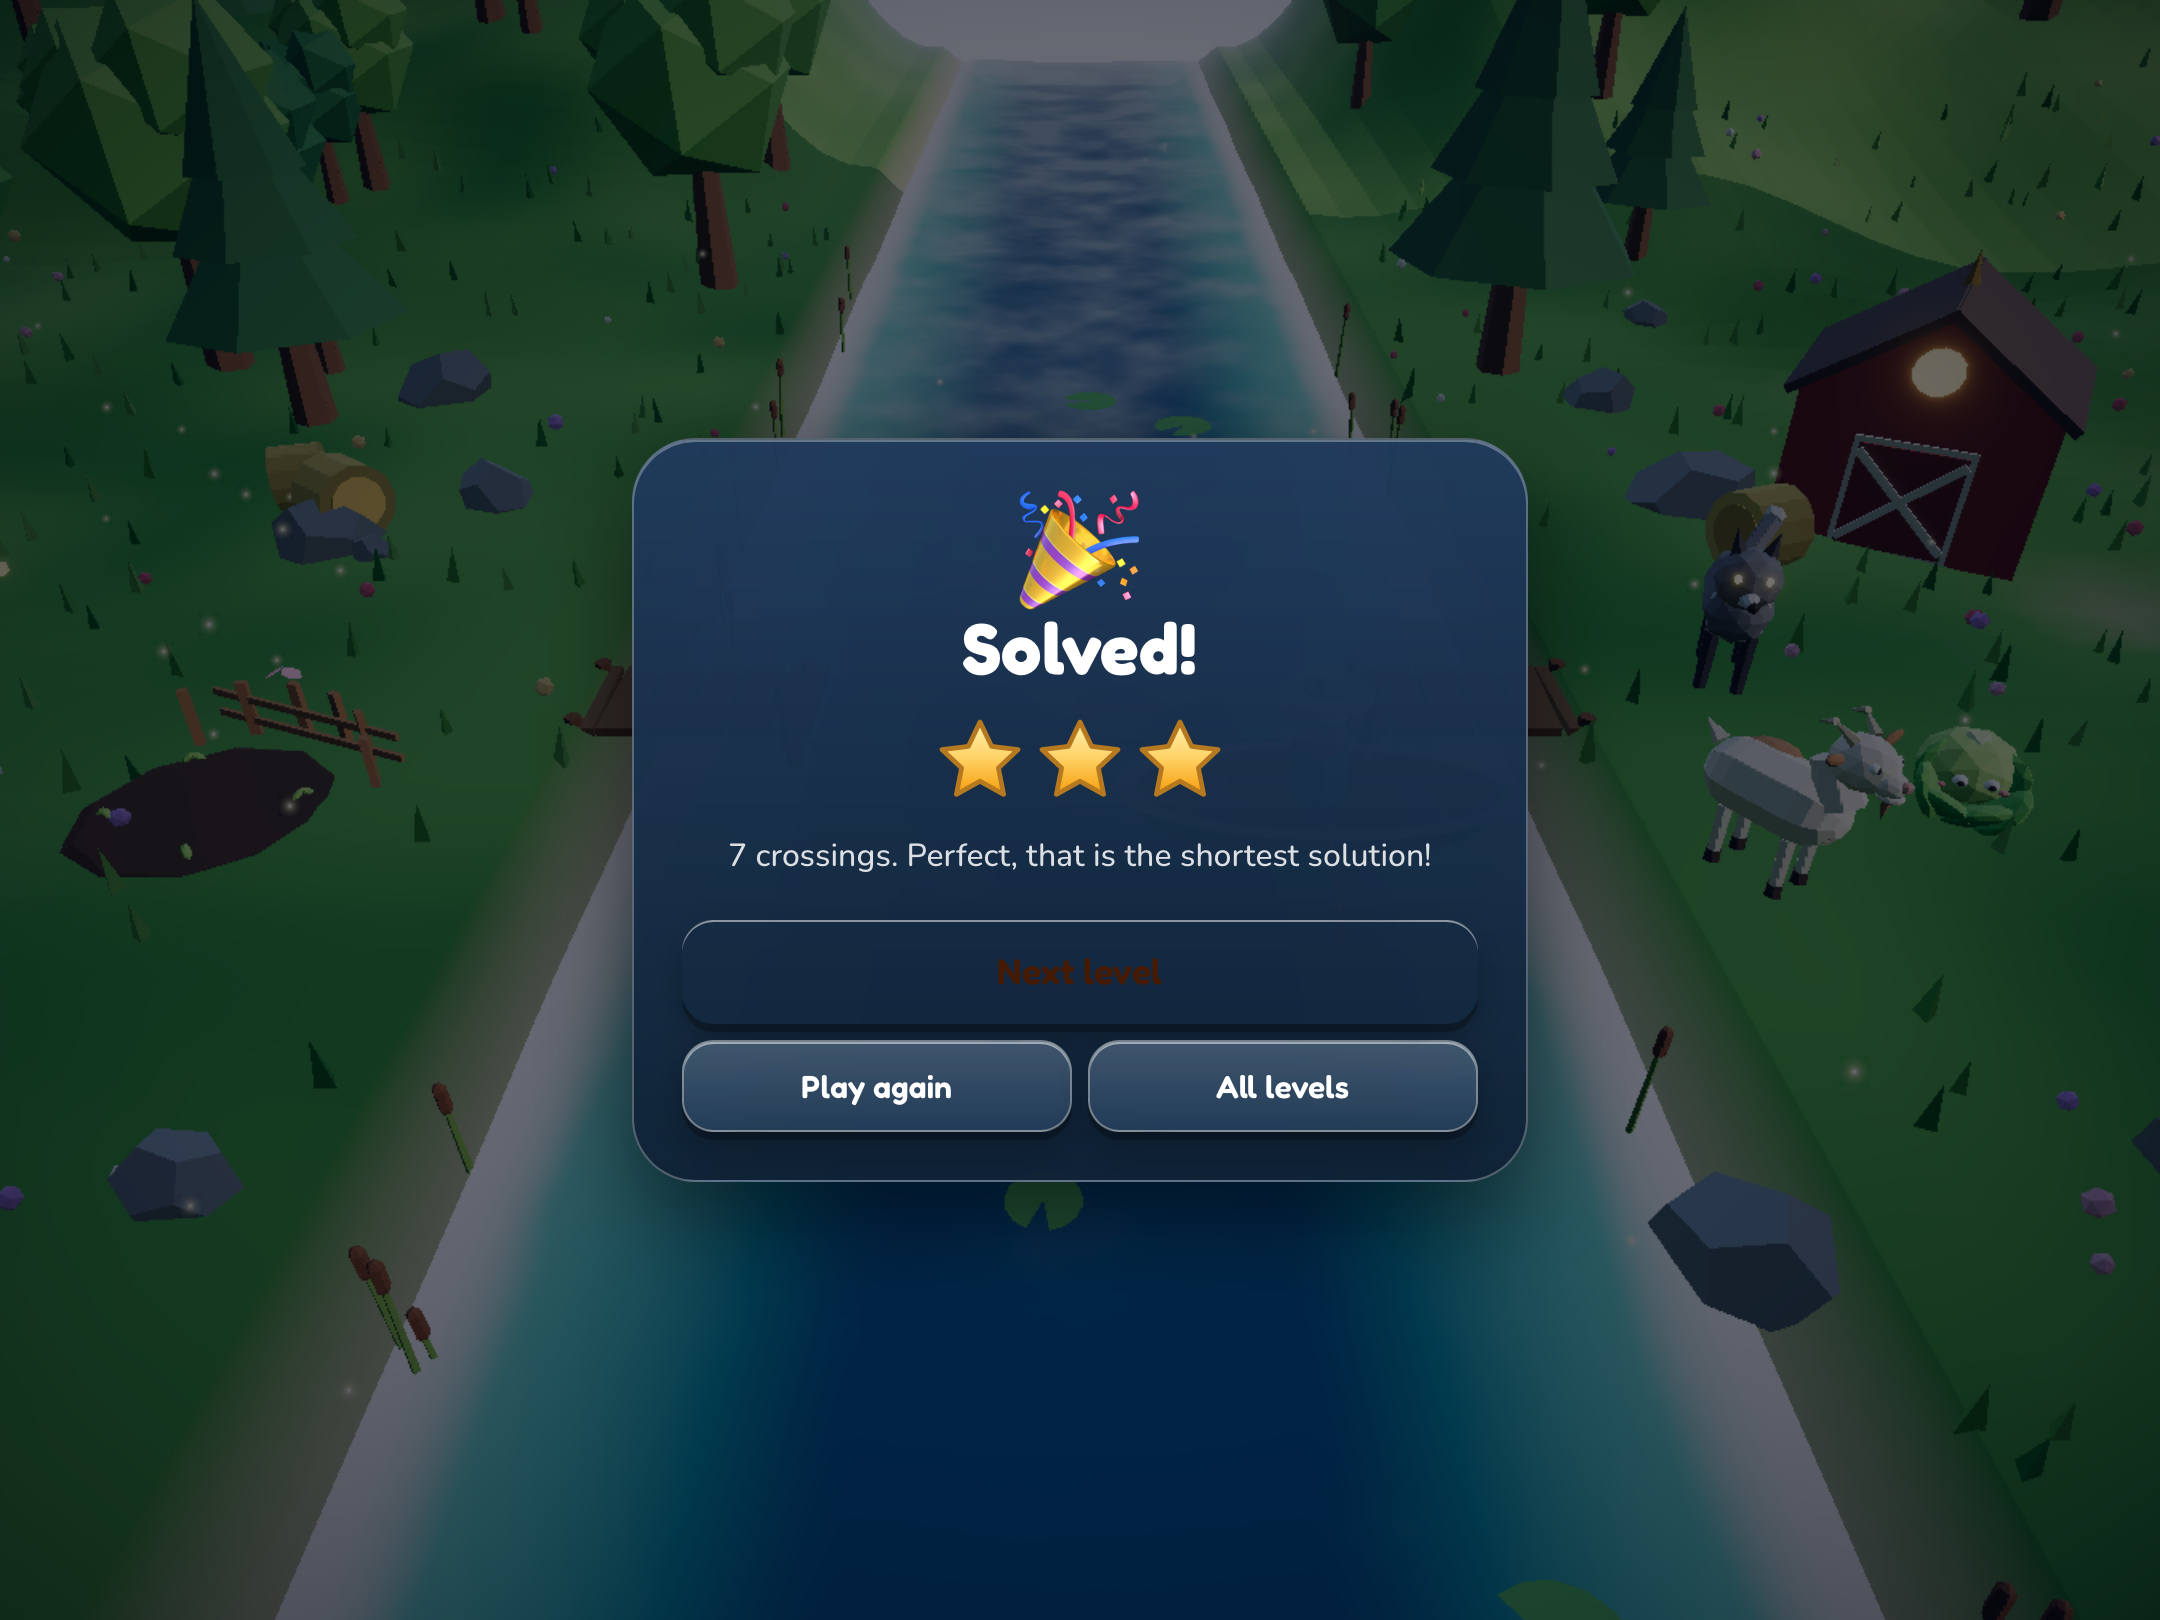 Solved!
7 crossings. Perfect, that is the shortest solution!
Next level
Play again
All levels